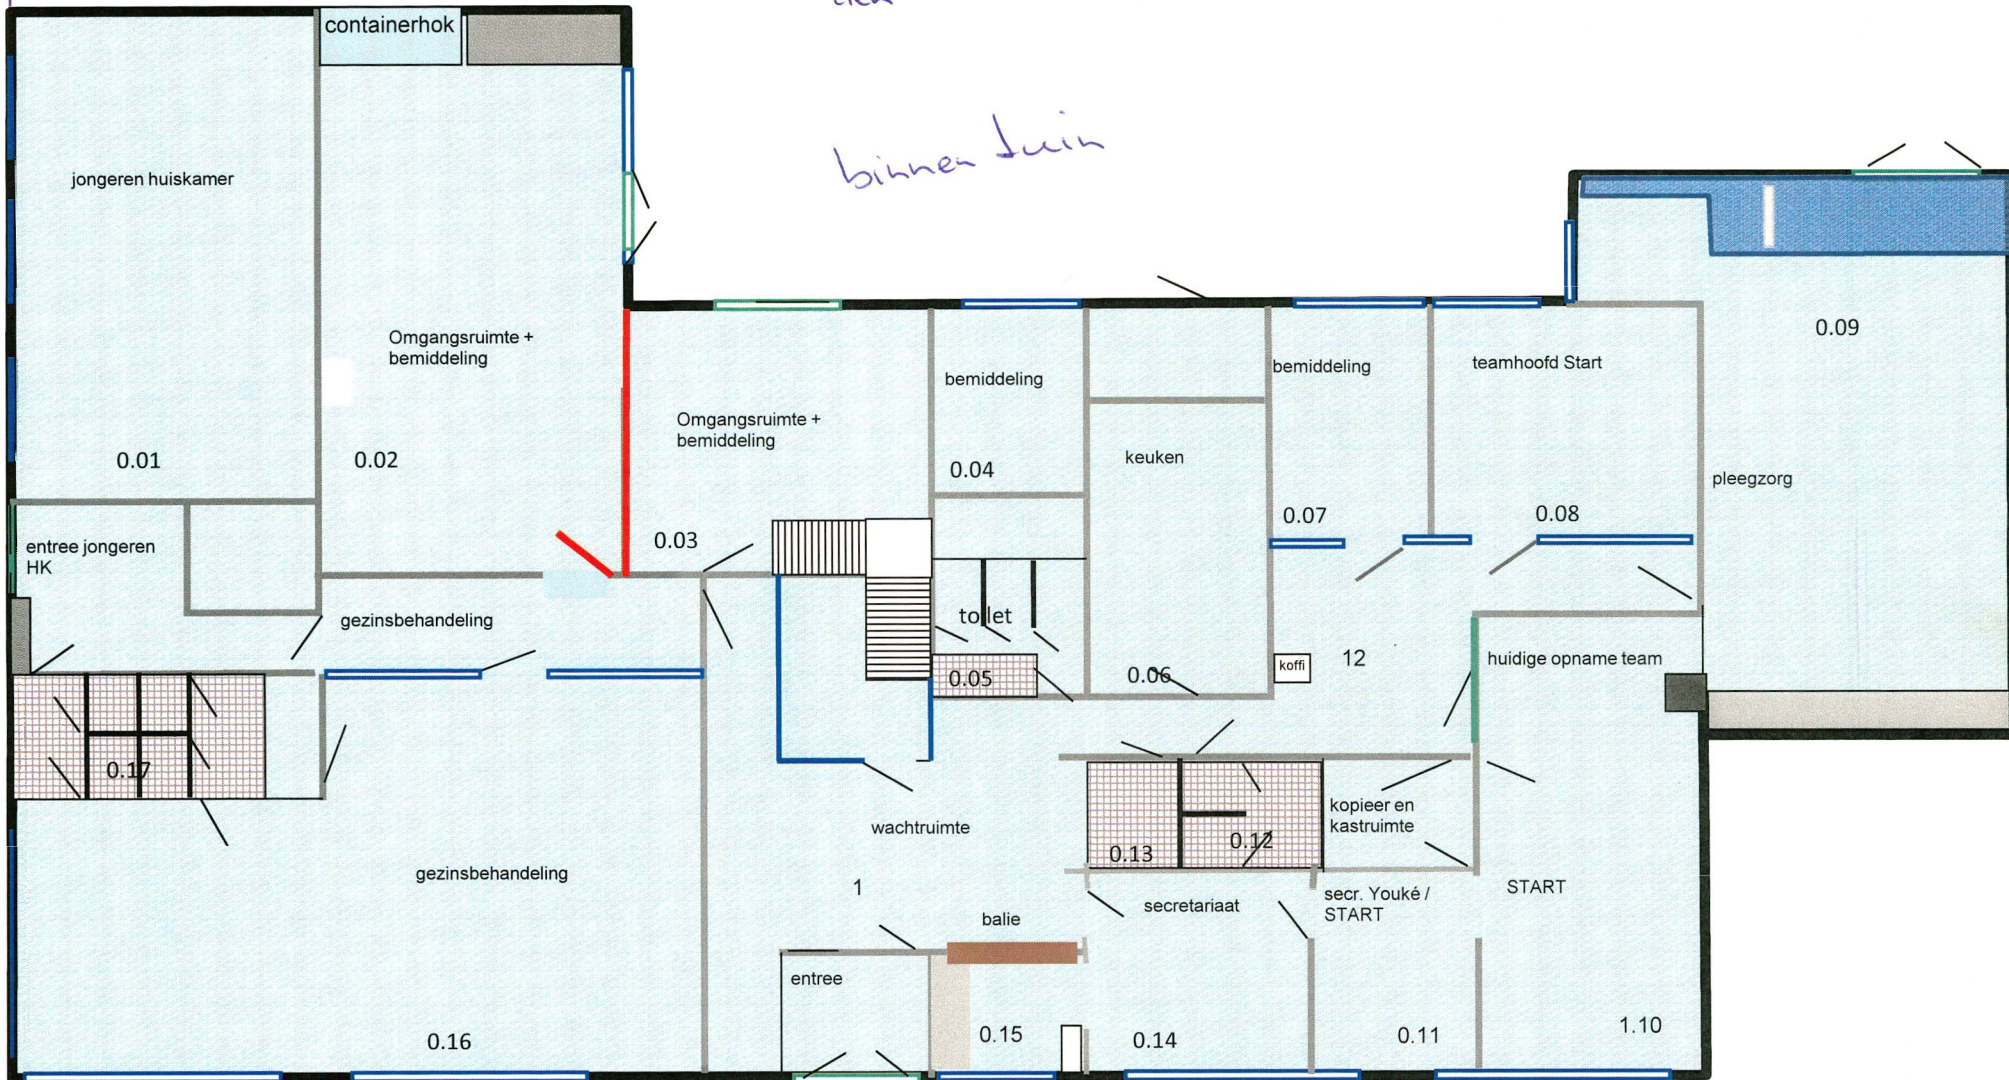 containerhok
binnen tuin
jongeren huiskamer
Omgangsruimte +
bemiddeling
0.01
0.02
Omgangsruimte +
bemiddeling
0.03
bemiddeling
0.04
keuken
bemiddeling
0.07
teamhoofd Start
0.08
0.09
pleegzorg
entree jongeren
HK
gezinsbehandeling
toilet
0.05
0.06
koffi
12
huidige opname team
0.17
gezinsbehandeling
0.16
wachtruimte
1
balie
entree
0.15
0.13
0.12
kopieer en
kastruimte
secretariaat
0.14
secr. Youké /
START
0.11
START
1.10